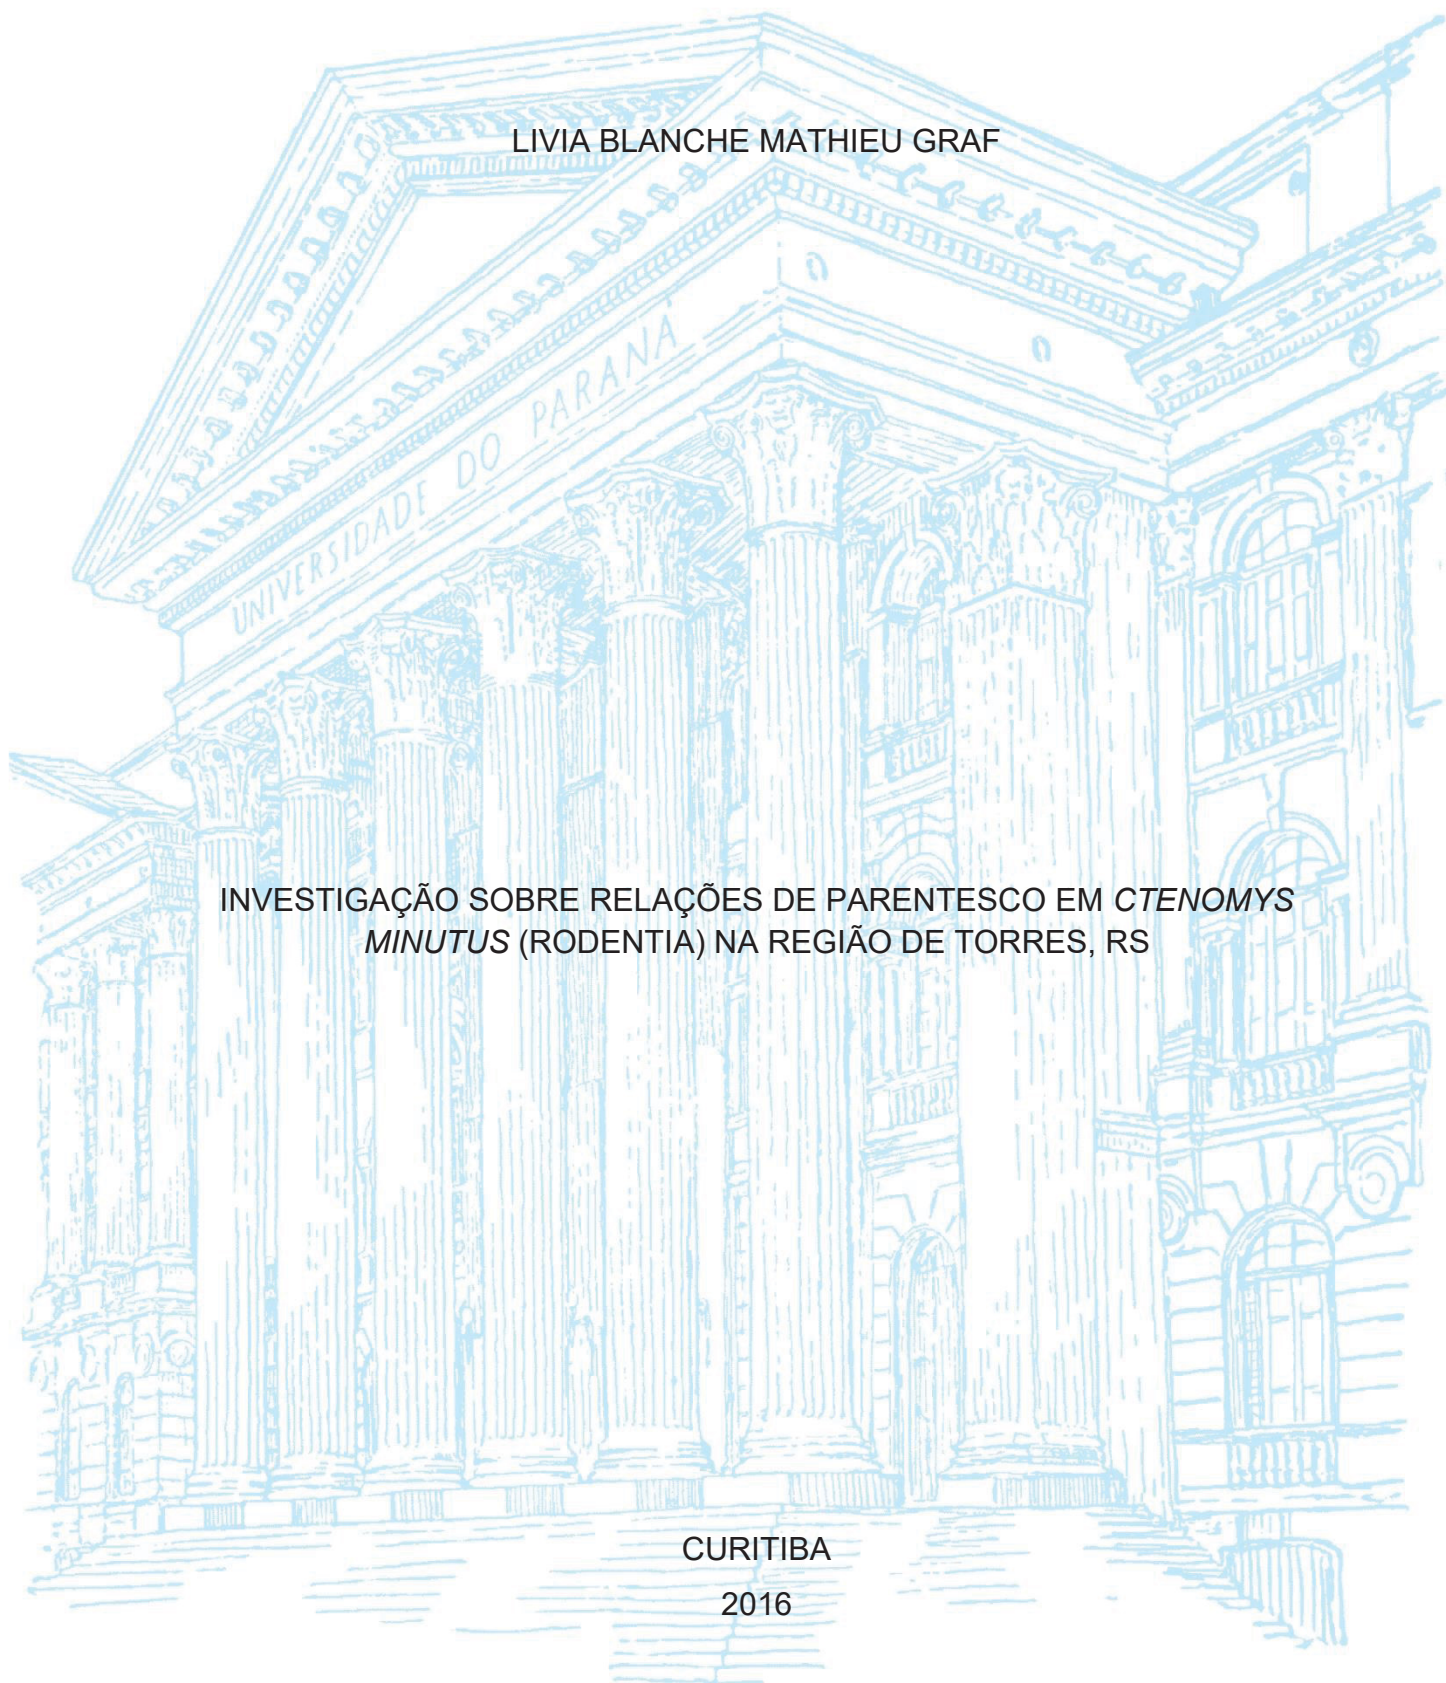 LIVIA BLANCHE MATHIEU GRAF
UNIVERSIDADE DO PARANÁ
INVESTIGAÇÃO SOBRE RELAÇÕES DE PARENTESCO EM CTENOMYS
MINUTUS (RODENTIA) NA REGIÃO DE TORRES, RS
CURITIBA
2016